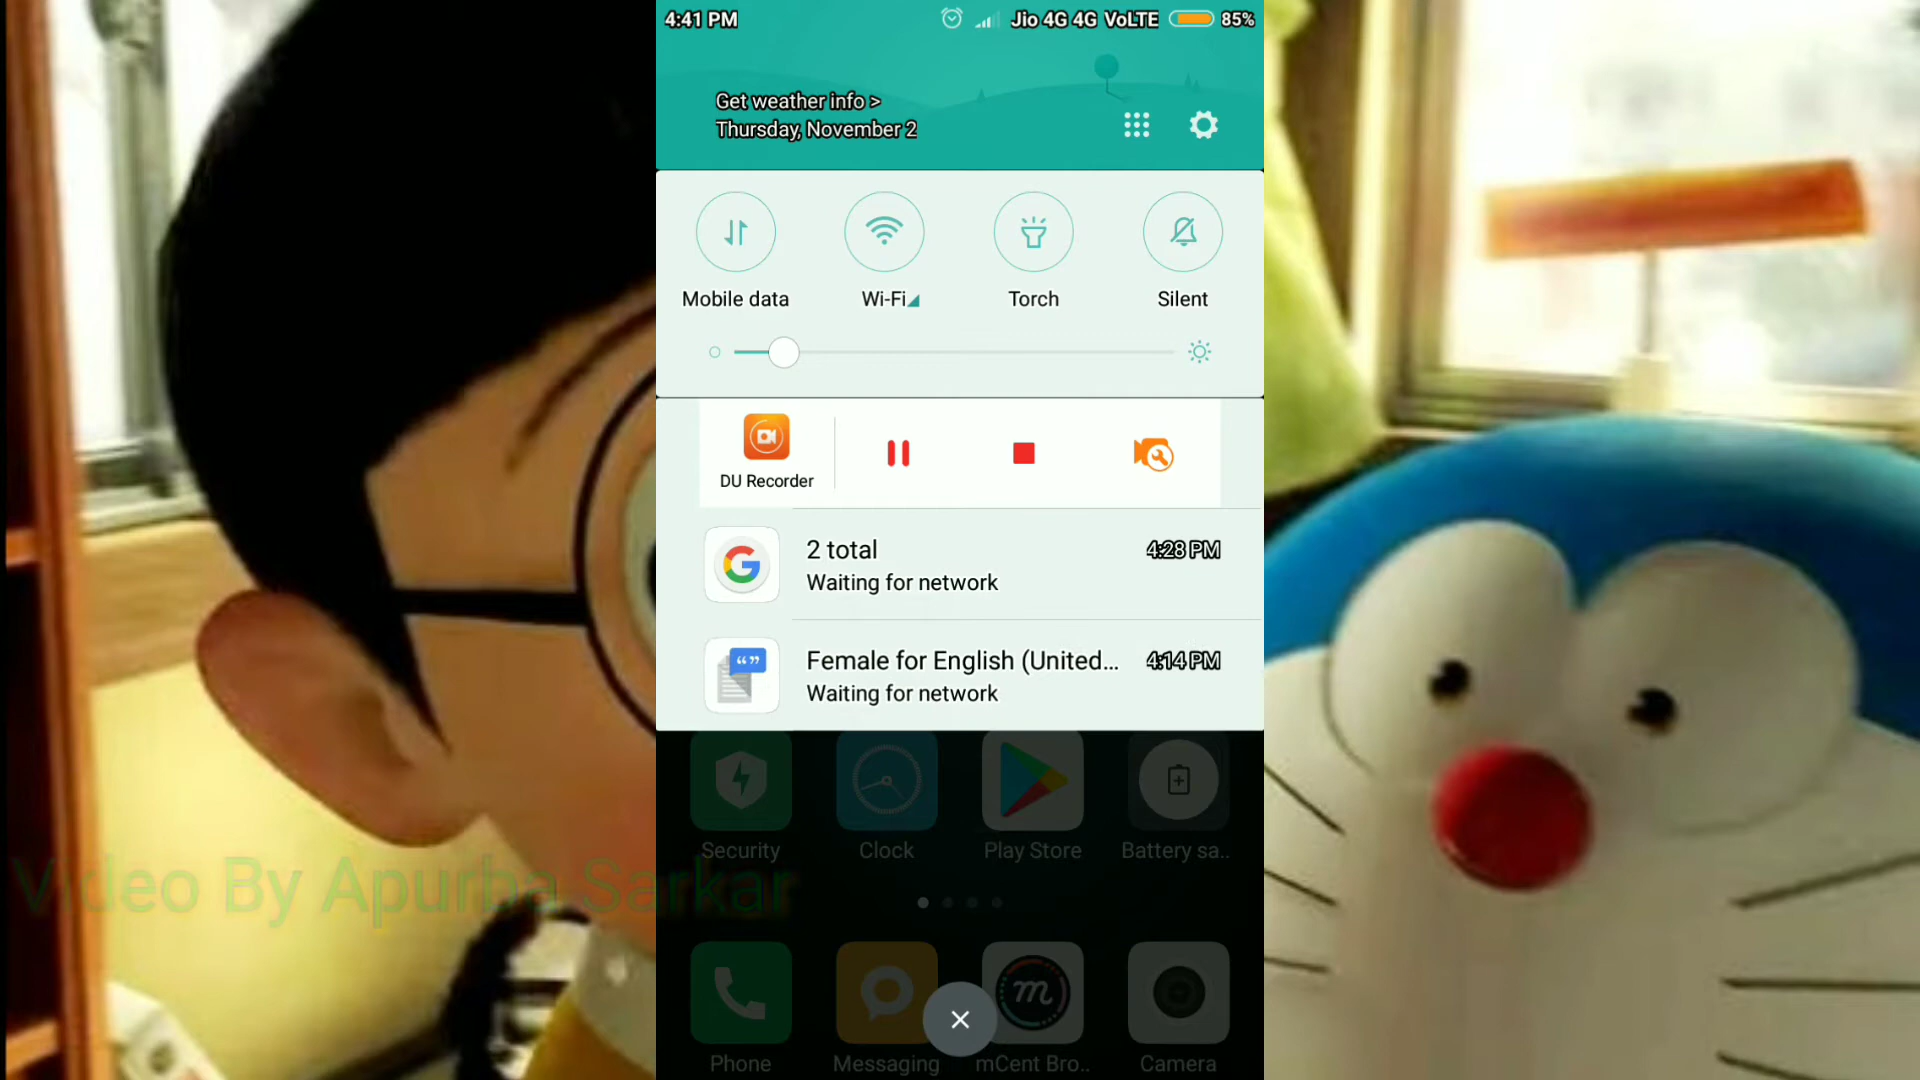 4:41 PM
Jio 4G 4G VoLTE
85%
Get weather info >
Thursday, November 2
Mobile data
Wi-Fi
Torch
Silent
DU Recorder
2 total
4:28 PM
Waiting for network
Female for English (United...
4:14 PM
Waiting for network
Security
Clock
Play Store
Battery sa..
Video By Apurba Sarkar
Phone
Messaging
mCent Bro..
Camera